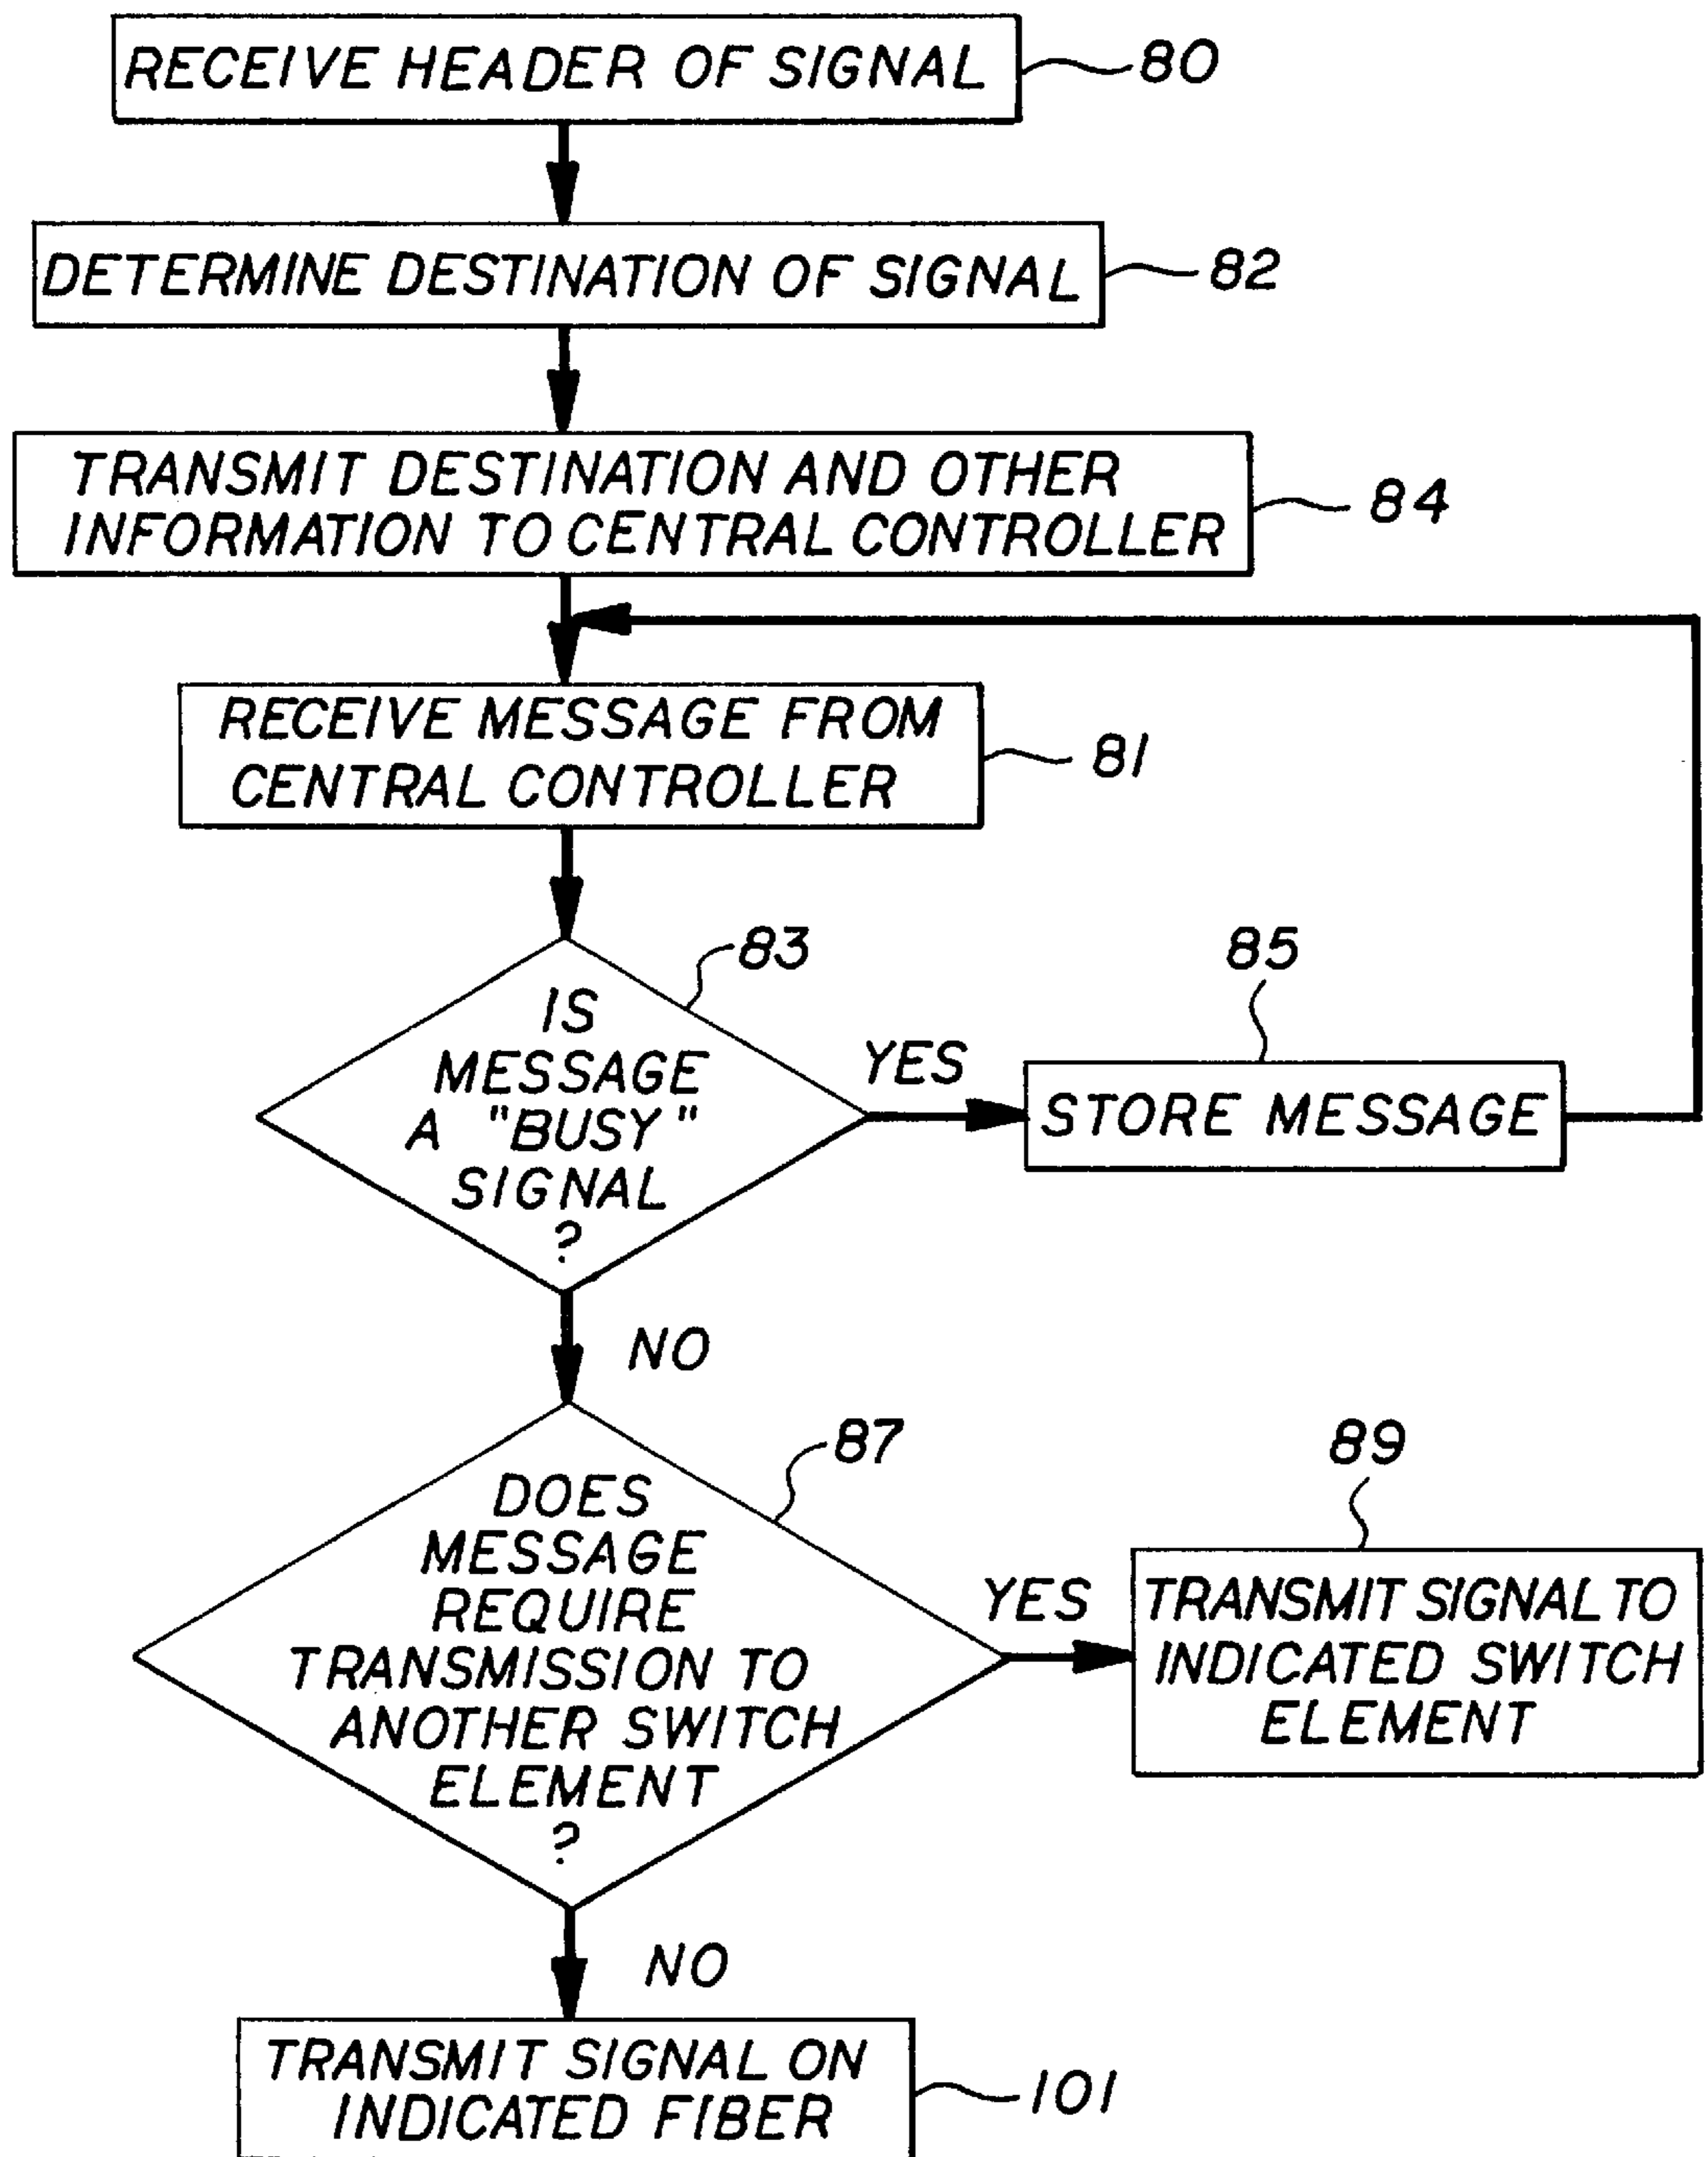 RECEIVE HEADER OF SIGNAL
80
DETERMINE DESTINATION OF SIGNAL
82
TRANSMIT DESTINATION AND OTHER
INFORMATION TO CENTRAL CONTROLLER
84
RECEIVE MESSAGE FROM
CENTRAL CONTROLLER
81
83
IS
MESSAGE
A "BUSY"
SIGNAL
?
YES
85
STORE MESSAGE
NO
87
DOES
MESSAGE
REQUIRE
TRANSMISSION TO
ANOTHER SWITCH
ELEMENT
?
YES
89
TRANSMIT SIGNAL TO
INDICATED SWITCH
ELEMENT
NO
TRANSMIT SIGNAL ON
INDICATED FIBER
101